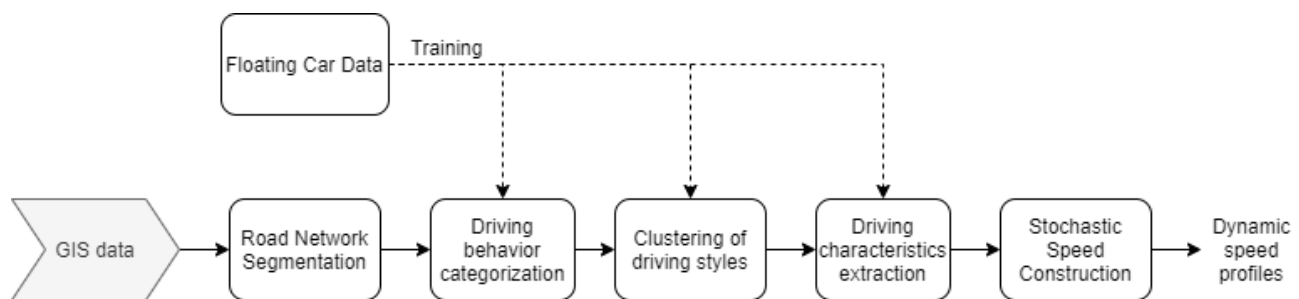 Floating Car Data
Training
GIS data
Road Network
Segmentation
Driving
behavior
categorization
Clustering of
driving styles
Driving
characteristics
extraction
Stochastic
Speed
Construction
Dynamic
speed
profiles